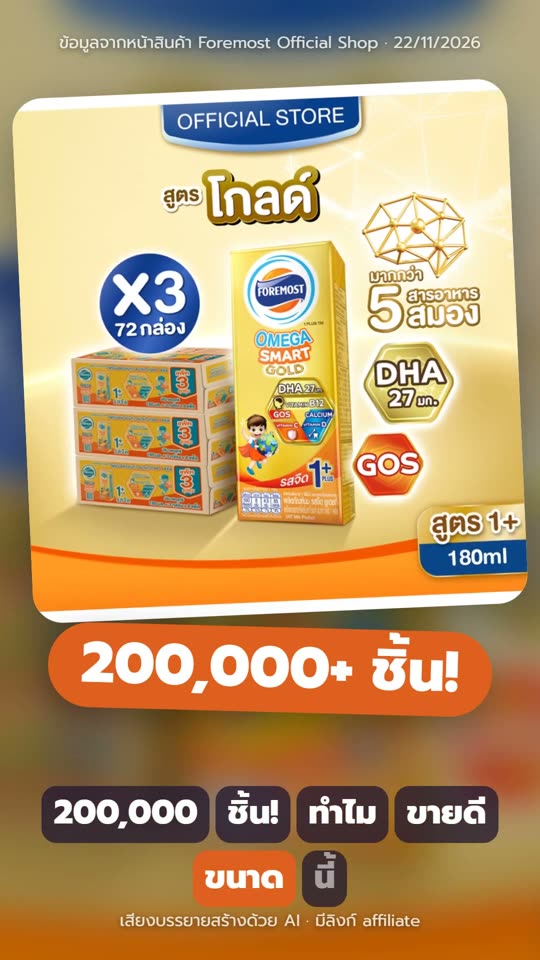 ข้อมูลจากหน้าสินค้า Foremost Official Shop · 22/11/2026
OFFICIAL STORE
สูตร โกลด์
X3
72 กล่อง
มากกว่า
5 สารอาหาร
สมอง
FOREMOST
OMEGA
SMART
GOLD
DHA 27 มก.
VITAMIN B12
GOS
CALCIUM
VITAMIN C
VITAMIN D
รสจืด 1+
PLUS
DHA
27 มก.
GOS
สูตร 1+
180ml
200,000+ ชิ้น!
200,000 ชิ้น! ทำไม ขายดี
ขนาด นี้
เสียงบรรยายสร้างด้วย AI · มีลิงก์ affiliate